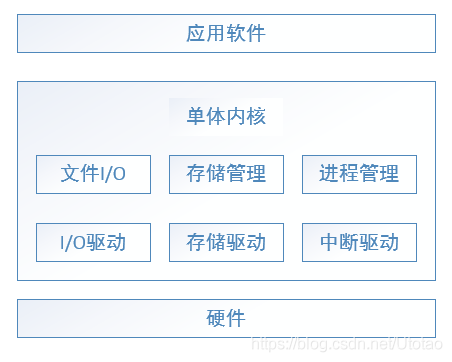 应用软件
单体内核
文件I/O 存储管理 进程管理
I/O驱动 存储驱动 中断驱动
硬件
https://blog.csdn.net/Utotao